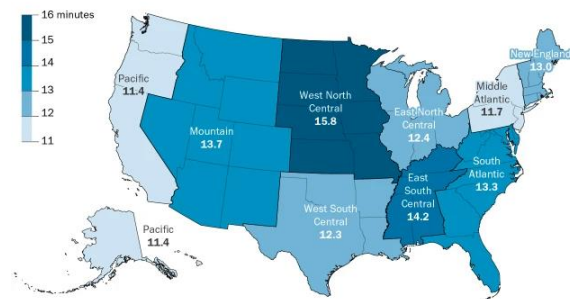 16 minutes
15
14
13
12
11
Pacific
11.4
Mountain
13.7
West North
Central
15.8
West South
Central
12.3
East North
Central
12.4
East
South
Central
14.2
South
Atlantic
13.3
Middle
Atlantic
11.7
New England
13.0
Pacific
11.4